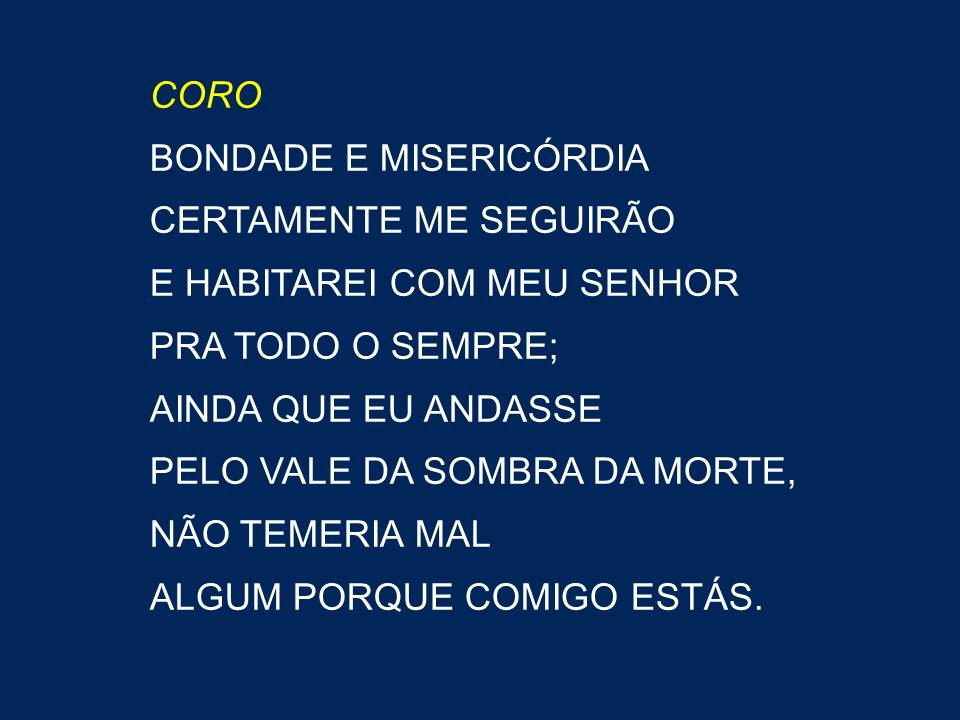 CORO
BONDADE E MISERICÓRDIA
CERTAMENTE ME SEGUIRÃO
E HABITAREI COM MEU SENHOR
PRA TODO O SEMPRE;
AINDA QUE EU ANDASSE
PELO VALE DA SOMBRA DA MORTE,
NÃO TEMERIA MAL
ALGUM PORQUE COMIGO ESTÁS.